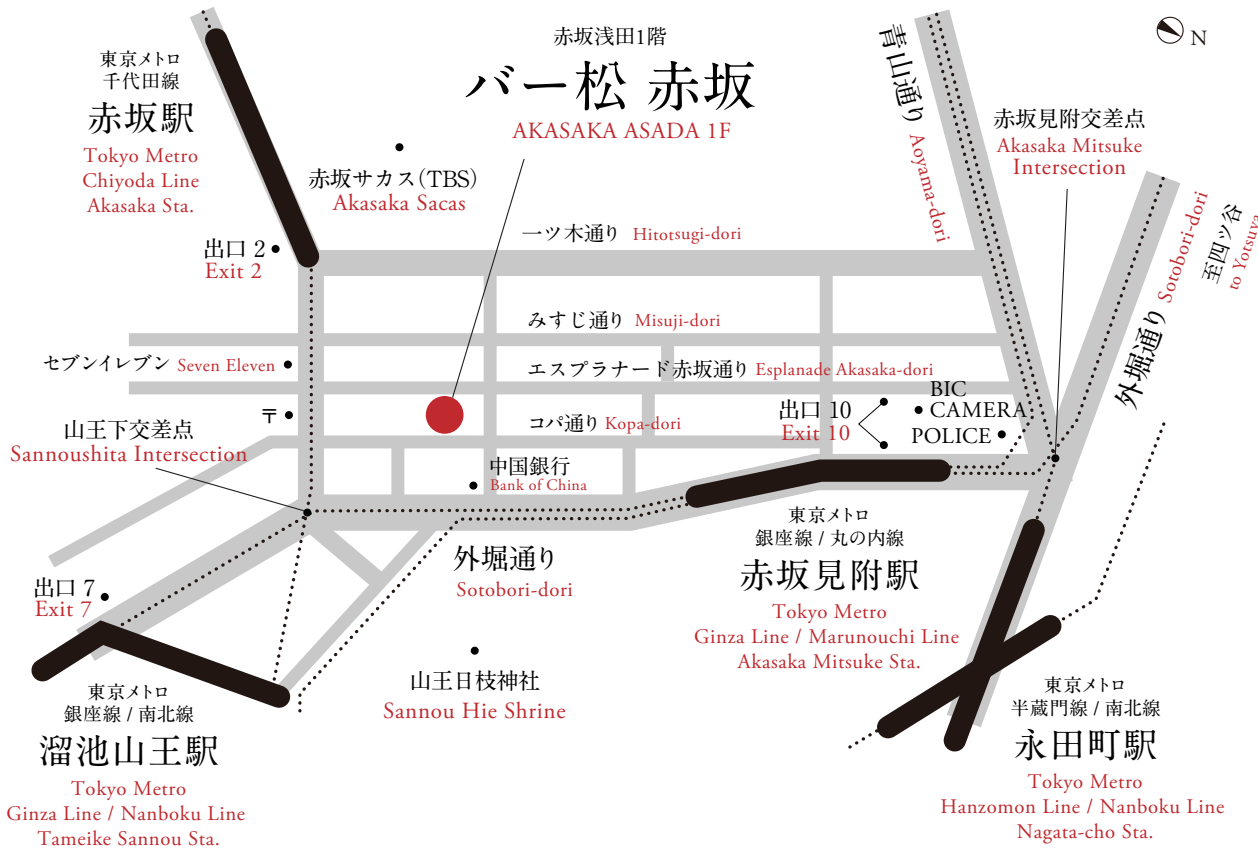 赤坂浅田1階
バー松 赤坂
AKASAKA ASADA 1F
N
東京メトロ
千代田線
赤坂駅
Tokyo Metro
Chiyoda Line
Akasaka Sta.
赤坂サカス(TBS)
Akasaka Sacas
青山通り Aoyama-dori
赤坂見附交差点
Akasaka Mitsuke
Intersection
外堀通り Sotobori-dori
至四ツ谷
to Yotsuya
出口 2
Exit 2
一ツ木通り Hitotsugi-dori
みすじ通り Misuji-dori
セブンイレブン Seven Eleven
エスプラナード赤坂通り Esplanade Akasaka-dori
〒
コパ通り Kopa-dori
出口 10
Exit 10
BIC
CAMERA
POLICE
山王下交差点
Sannoushita Intersection
中国銀行
Bank of China
外堀通り
Sotobori-dori
東京メトロ
銀座線 / 丸の内線
赤坂見附駅
Tokyo Metro
Ginza Line / Marunouchi Line
Akasaka Mitsuke Sta.
出口 7
Exit 7
山王日枝神社
Sannou Hie Shrine
東京メトロ
銀座線 / 南北線
溜池山王駅
Tokyo Metro
Ginza Line / Nanboku Line
Tameike Sannou Sta.
東京メトロ
半蔵門線 / 南北線
永田町駅
Tokyo Metro
Hanzomon Line / Nanboku Line
Nagata-cho Sta.